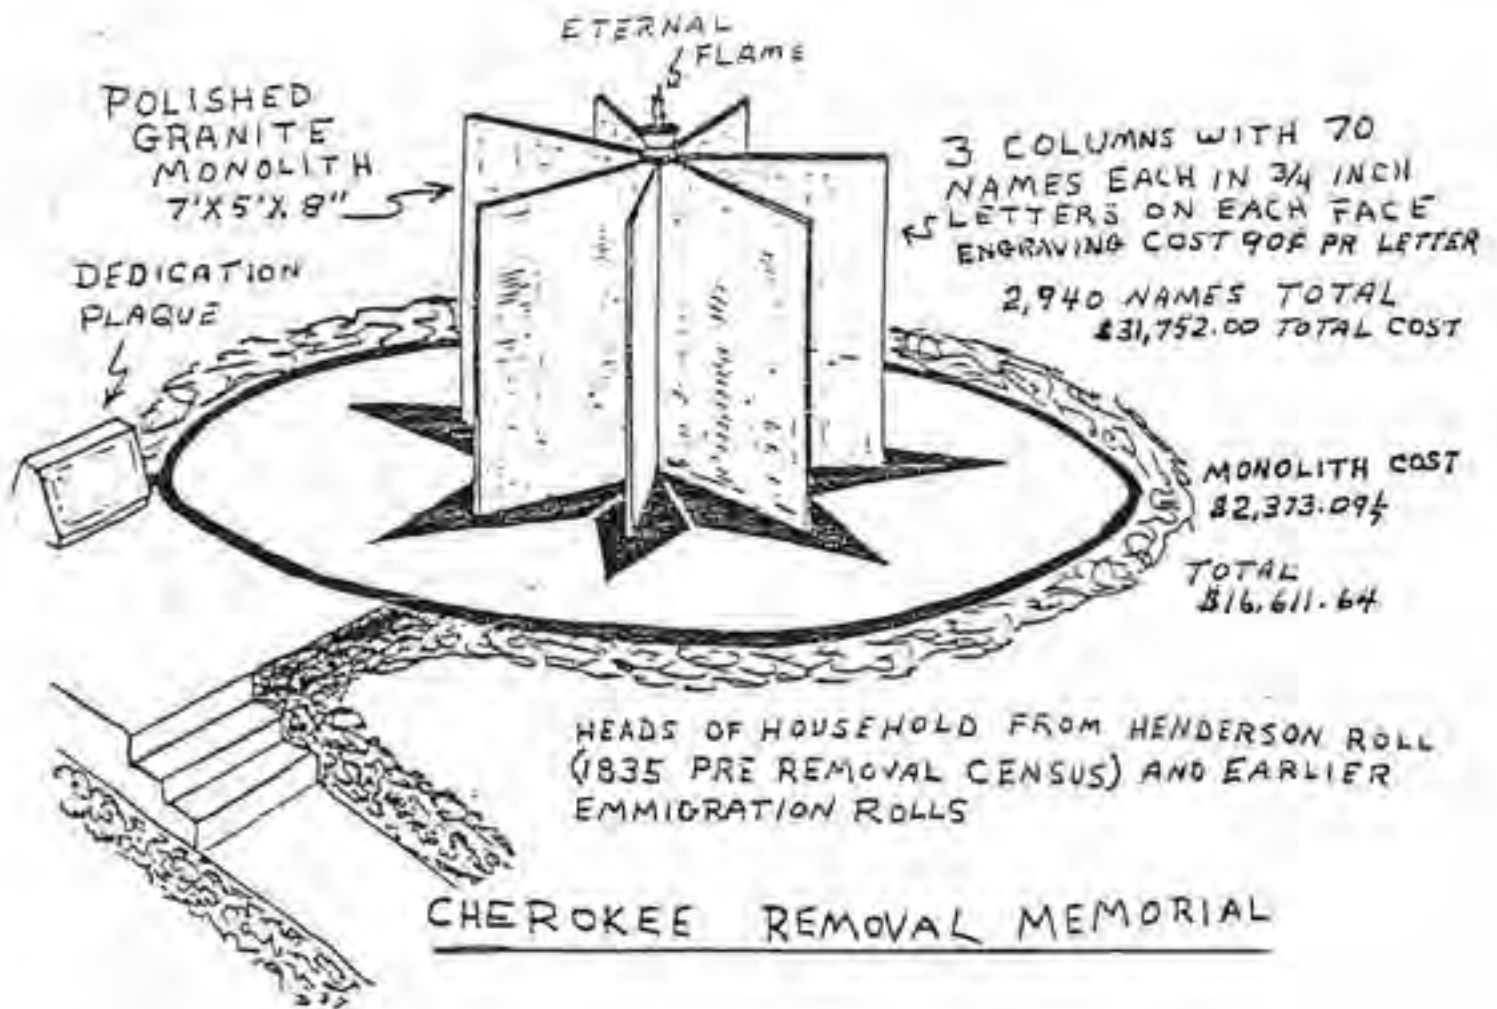 ETERNAL
FLAME
POLISHED
GRANITE
MONOLITH
7'X5'X 8"
3 COLUMNS WITH 70
NAMES EACH IN 3/4 INCH
LETTERS ON EACH FACE
ENGRAVING COST 90¢ PR LETTER
2,940 NAMES TOTAL
$31,752.00 TOTAL COST
DEDICATION
PLAQUE
MONOLITH COST
$2,373.09
TOTAL
$16,611.64
HEADS OF HOUSEHOLD FROM HENDERSON ROLL
(1835 PRE REMOVAL CENSUS) AND EARLIER
EMMIGRATION ROLLS
CHEROKEE REMOVAL MEMORIAL